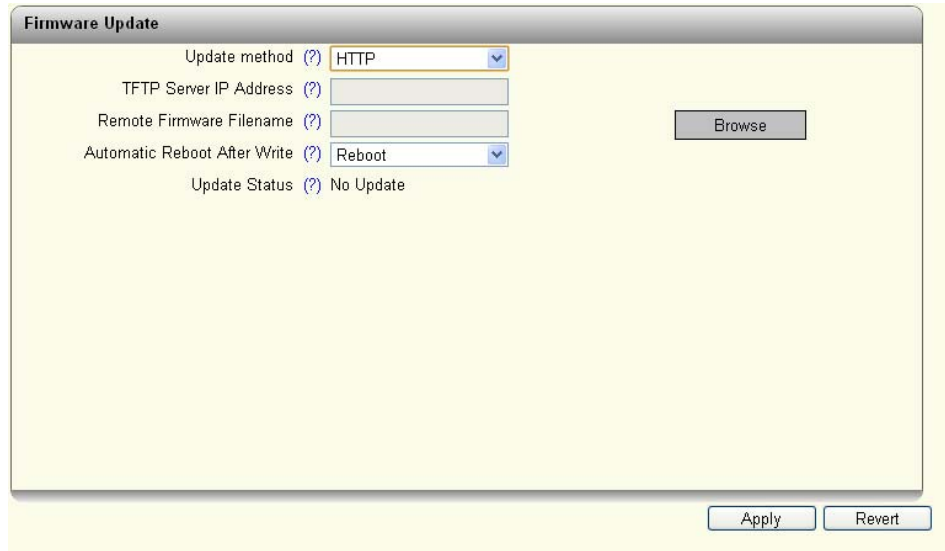 Firmware Update
Update method (?) HTTP
TFTP Server IP Address (?)
Remote Firmware Filename (?) Browse
Automatic Reboot After Write (?) Reboot
Update Status (?) No Update
Apply Revert